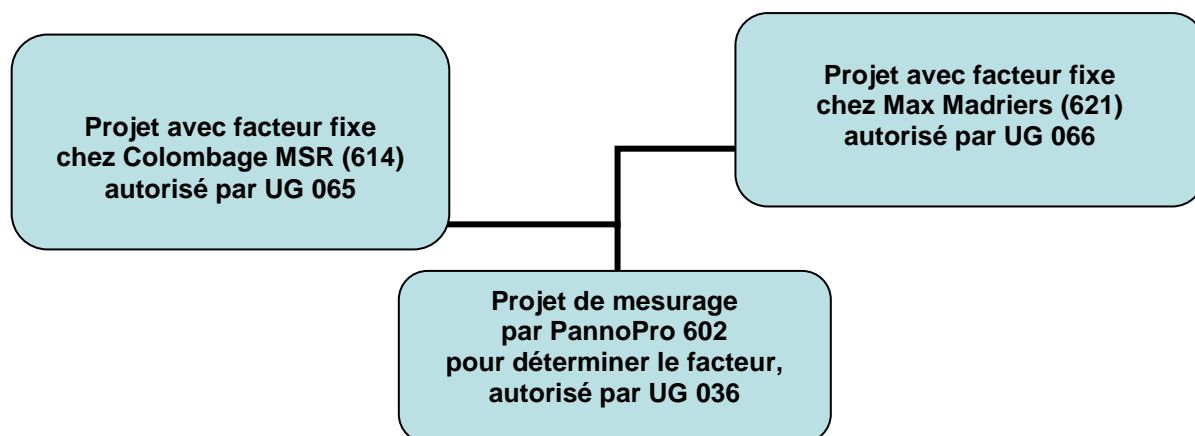 Projet avec facteur fixe
chez Colombage MSR (614)
autorisé par UG 065
Projet avec facteur fixe
chez Max Madriers (621)
autorisé par UG 066
Projet de mesurage
par PannoPro 602
pour déterminer le facteur,
autorisé par UG 036